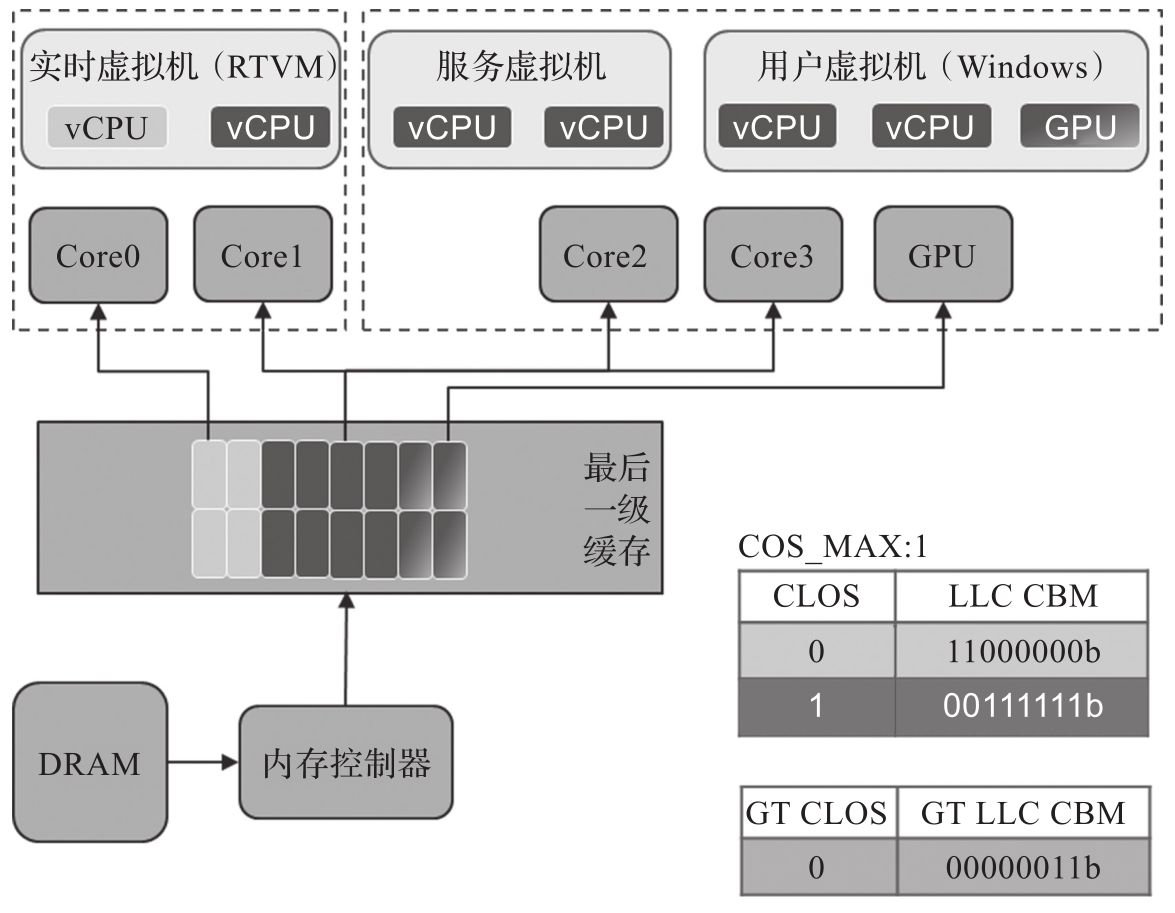 实时虚拟机（RTVM）
vCPU
vCPU
服务虚拟机
vCPU
vCPU
用户虚拟机（Windows）
vCPU
vCPU
GPU
Core0
Core1
Core2
Core3
GPU
最后
一级
缓存
DRAM
内存控制器
COS_MAX:1
CLOS LLC CBM
0 11000000b
1 00111111b
GT CLOS GT LLC CBM
0 00000011b